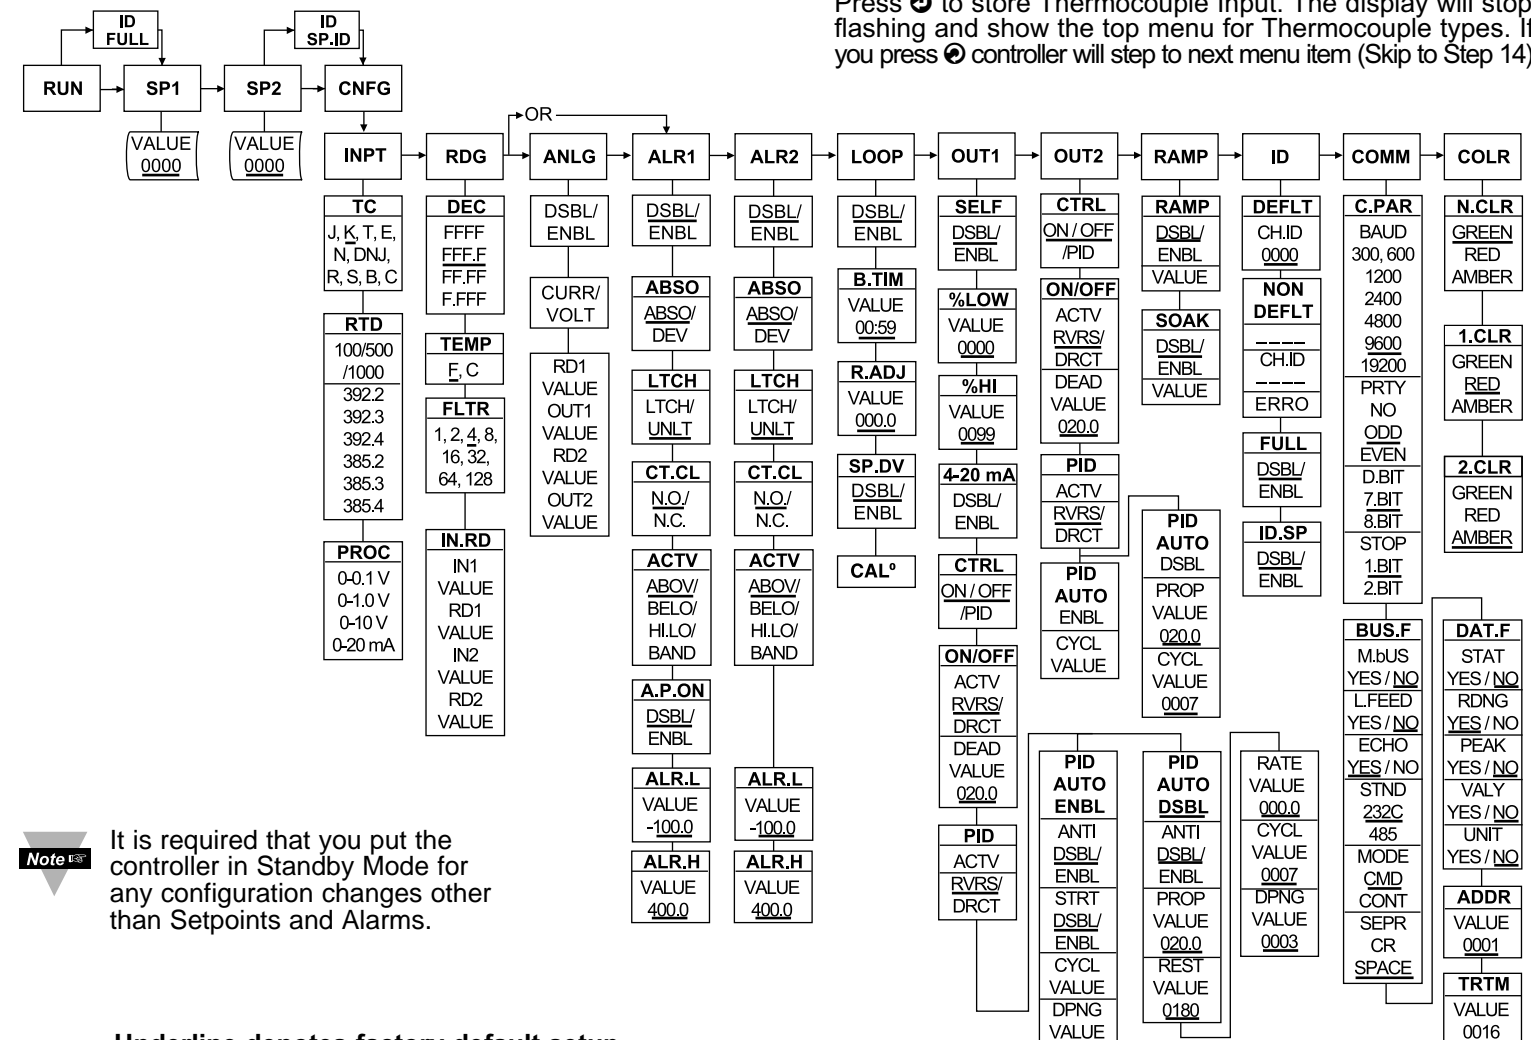 Press to store Thermocouple Input. The display will stop
flashing and show the top menu for Thermocouple types. If
you press controller will step to next menu item (Skip to Step 14)
ID
FULL
ID
SP.ID
RUN
SP1
SP2
CNFG
VALUE
0000
VALUE
0000
OR
INPT
RDG
ANLG
ALR1
ALR2
LOOP
OUT1
OUT2
RAMP
ID
COMM
COLR
TC
J, K, T, E,
N, DNJ,
R, S, B, C
RTD
100/500
/1000
392.2
392.3
392.4
385.2
385.3
385.4
PROC
0-0.1 V
0-1.0 V
0-10 V
0-20 mA
DEC
FFFF
FFF.F
FF.FF
F.FFF
TEMP
F, C
FLTR
1, 2, 4, 8,
16, 32,
64, 128
IN.RD
IN1
VALUE
RD1
VALUE
IN2
VALUE
RD2
VALUE
DSBL/
ENBL
CURR/
VOLT
RD1
VALUE
OUT1
VALUE
RD2
VALUE
OUT2
VALUE
DSBL/
ENBL
ABSO
ABSO/
DEV
LTCH
LTCH/
UNLT
CT.CL
N.O./
N.C.
ACTV
ABOV/
BELO/
HI.LO/
BAND
A.P.ON
DSBL/
ENBL
ALR.L
VALUE
-100.0
ALR.H
VALUE
400.0
DSBL/
ENBL
ABSO
ABSO/
DEV
LTCH
LTCH/
UNLT
CT.CL
N.O./
N.C.
ACTV
ABOV/
BELO/
HI.LO/
BAND
ALR.L
VALUE
-100.0
ALR.H
VALUE
400.0
DSBL/
ENBL
B.TIM
VALUE
00:59
R.ADJ
VALUE
000.0
SP.DV
DSBL/
ENBL
CALº
SELF
DSBL/
ENBL
%LOW
VALUE
0000
%HI
VALUE
0099
4-20 mA
DSBL/
ENBL
CTRL
ON / OFF
/PID
ON/OFF
ACTV
RVRS/
DRCT
DEAD
VALUE
020.0
PID
ACTV
RVRS/
DRCT
PID
AUTO
ENBL
ANTI
DSBL/
ENBL
STRT
DSBL/
ENBL
CYCL
VALUE
DPNG
VALUE
PID
AUTO
DSBL
ANTI
DSBL/
ENBL
PROP
VALUE
020.0
REST
VALUE
0180
RATE
VALUE
000.0
CYCL
VALUE
0007
DPNG
VALUE
0003
CTRL
ON / OFF
/PID
ON/OFF
ACTV
RVRS/
DRCT
DEAD
VALUE
020.0
PID
ACTV
RVRS/
DRCT
PID
AUTO
ENBL
CYCL
VALUE
PID
AUTO
DSBL
PROP
VALUE
020.0
CYCL
VALUE
0007
RAMP
DSBL/
ENBL
VALUE
SOAK
DSBL/
ENBL
VALUE
DEFLT
CH.ID
0000
NON
DEFLT
_ _ _ _
CH.ID
_ _ _ _
ERRO
FULL
DSBL/
ENBL
ID.SP
DSBL/
ENBL
C.PAR
BAUD
300, 600
1200
2400
4800
9600
19200
PRTY
NO
ODD
EVEN
D.BIT
7.BIT
8.BIT
STOP
1.BIT
2.BIT
BUS.F
M.bUS
YES / NO
L.FEED
YES / NO
ECHO
YES / NO
STND
232C
485
MODE
CMD
CONT
SEPR
CR
SPACE
DAT.F
STAT
YES / NO
RDNG
YES / NO
PEAK
YES / NO
VALY
YES / NO
UNIT
YES / NO
ADDR
VALUE
0001
TRTM
VALUE
0016
N.CLR
GREEN
RED
AMBER
1.CLR
GREEN
RED
AMBER
2.CLR
GREEN
RED
AMBER
Note
It is required that you put the
controller in Standby Mode for
any configuration changes other
than Setpoints and Alarms.
Underline denotes factory default setup